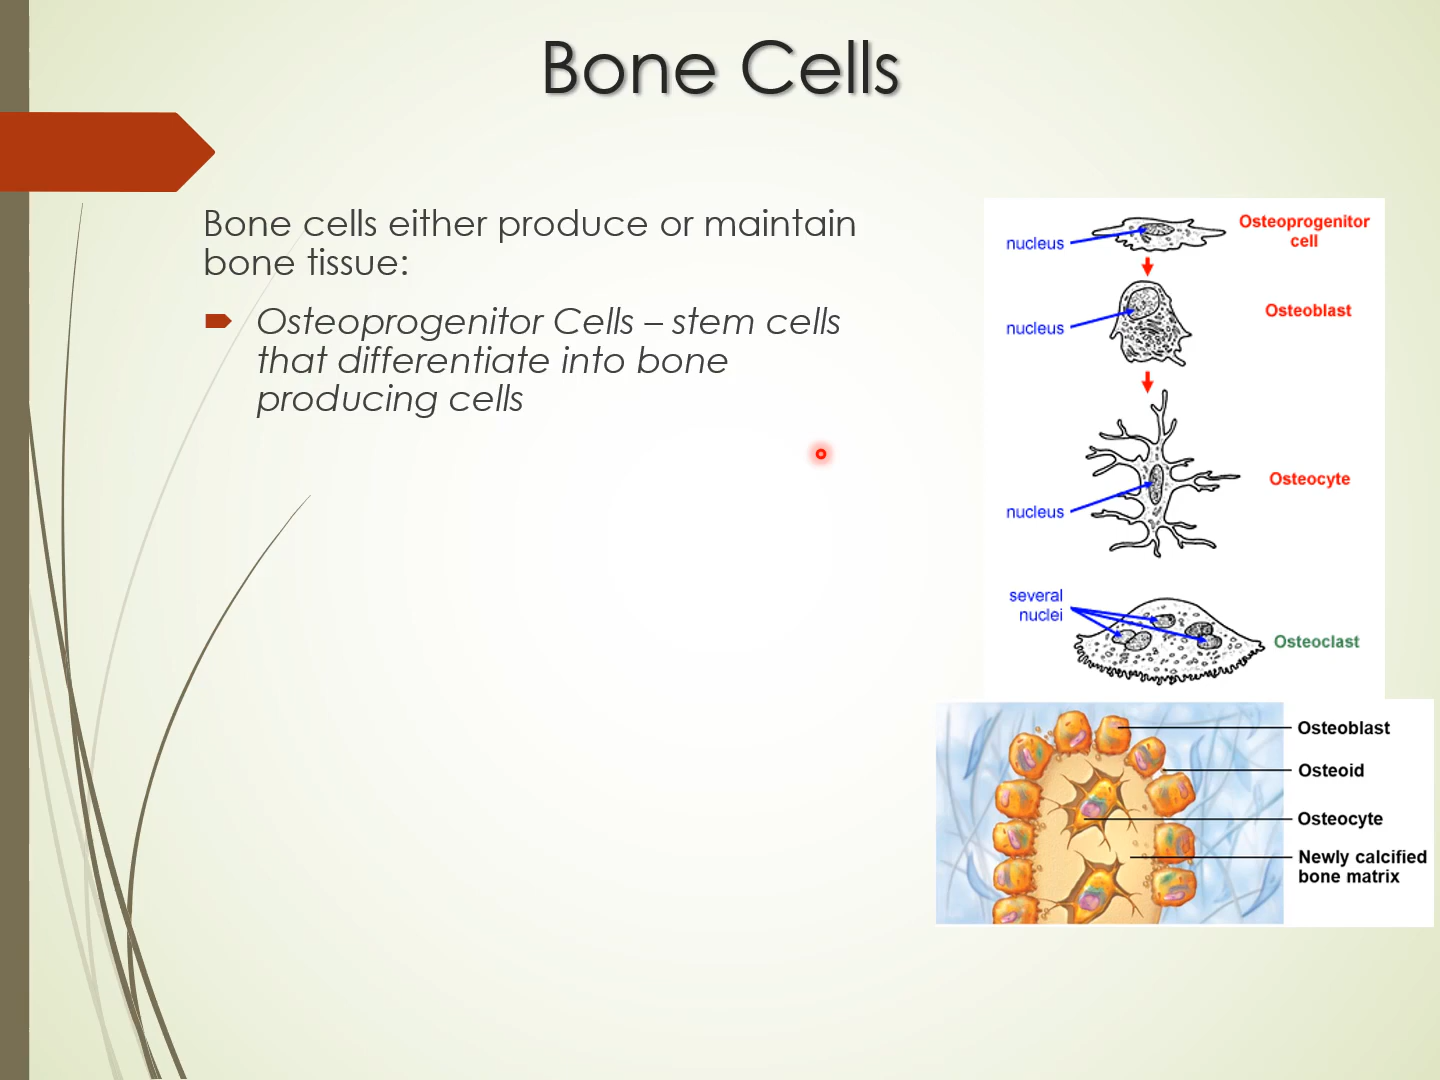 Bone Cells
Bone cells either produce or maintain
bone tissue:
Osteoprogenitor Cells – stem cells
that differentiate into bone
producing cells
Osteoprogenitor
cell
nucleus
Osteoblast
nucleus
Osteocyte
nucleus
several
nuclei
Osteoclast
Osteoblast
Osteoid
Osteocyte
Newly calcified
bone matrix